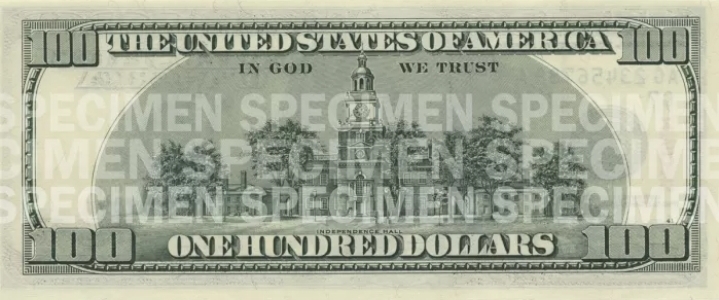 100 THE UNITED STATES OF AMERICA 100
IN GOD WE TRUST
SPECIMEN SPECIMEN SPECIMEN
SPECIMEN SPECIMEN SPECIMEN
SPECIMEN SPECIMEN SPECIMEN
INDEPENDENCE HALL
100 ONE HUNDRED DOLLARS 100